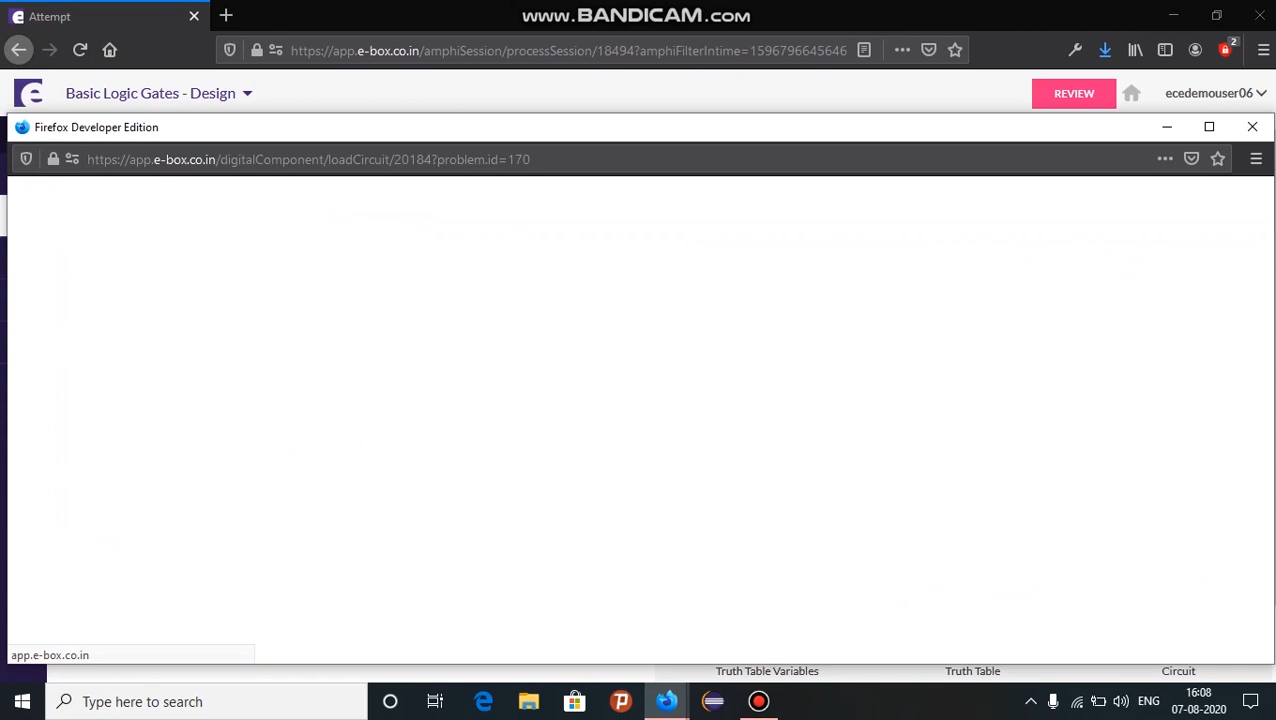 Attempt
www.BANDICAM.com
https://app.e-box.co.in/amphiSession/processSession/18494?amphiFilterIntime=1596796645646
2
Basic Logic Gates - Design
REVIEW
ecedemouser06
Firefox Developer Edition
https://app.e-box.co.in/digitalComponent/loadCircuit/20184?problem.id=170
app.e-box.co.in
Truth Table Variables
Truth Table
Circuit
Type here to search
ENG
16:08
07-08-2020